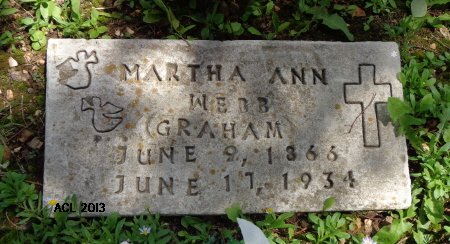 MARTHA ANN
WEBB
(GRAHAM)
JUNE 9, 1866
JUNE 17, 1934
ACL 2013